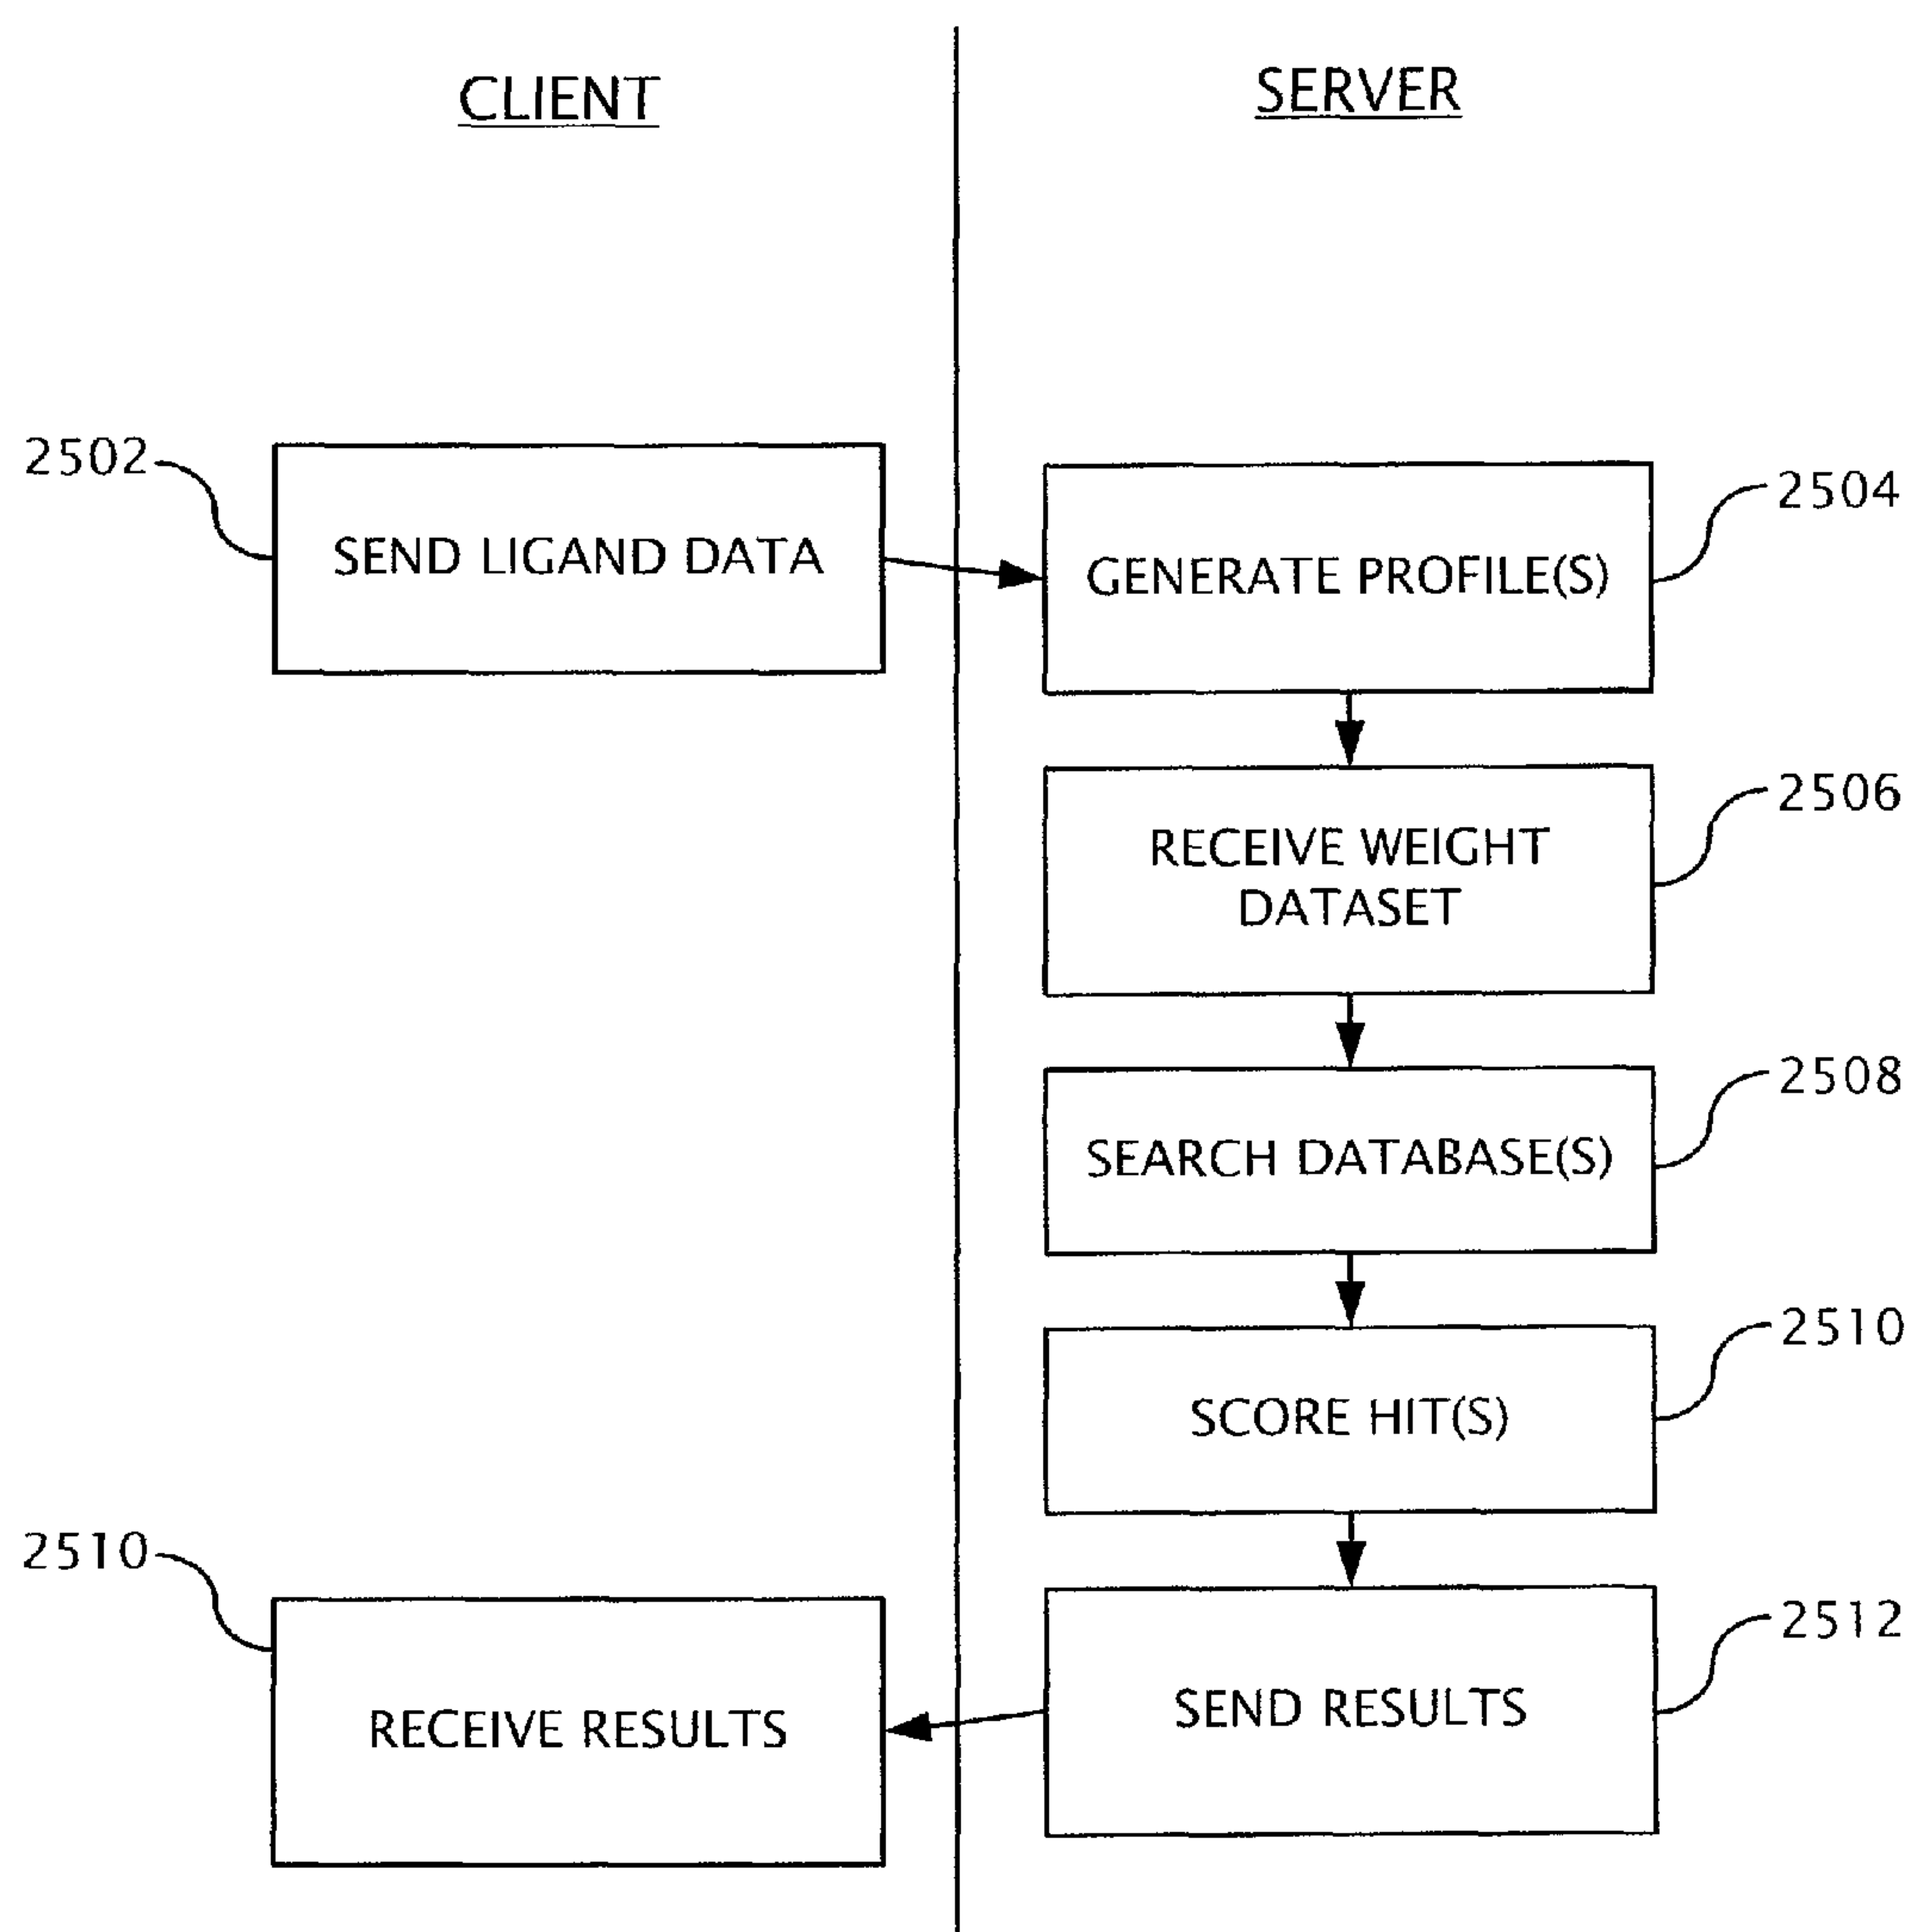 CLIENT
SERVER
2502
SEND LIGAND DATA
2504
GENERATE PROFILE(S)
2506
RECEIVE WEIGHT
DATASET
2508
SEARCH DATABASE(S)
2510
SCORE HIT(S)
2510
RECEIVE RESULTS
2512
SEND RESULTS